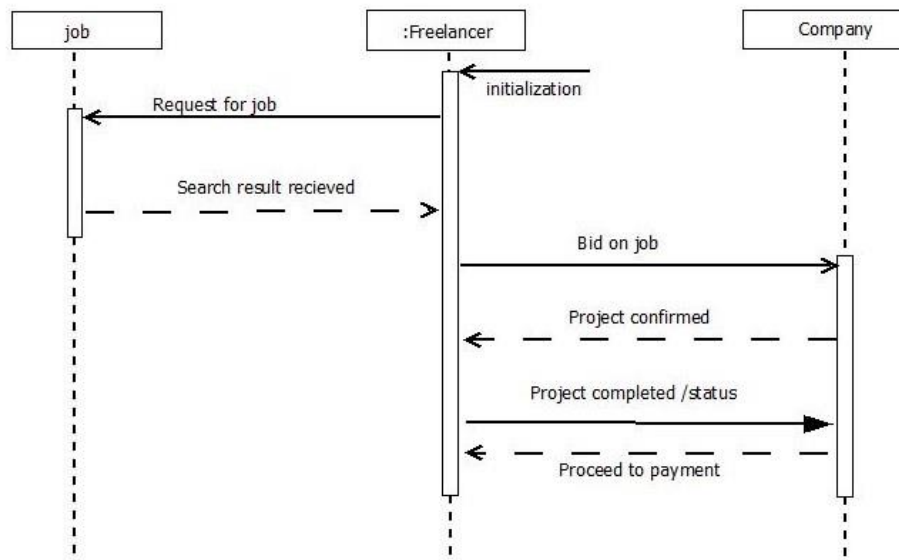 job
:Freelancer
Company
initialization
Request for job
Search result recieved
Bid on job
Project confirmed
Project completed /status
Proceed to payment